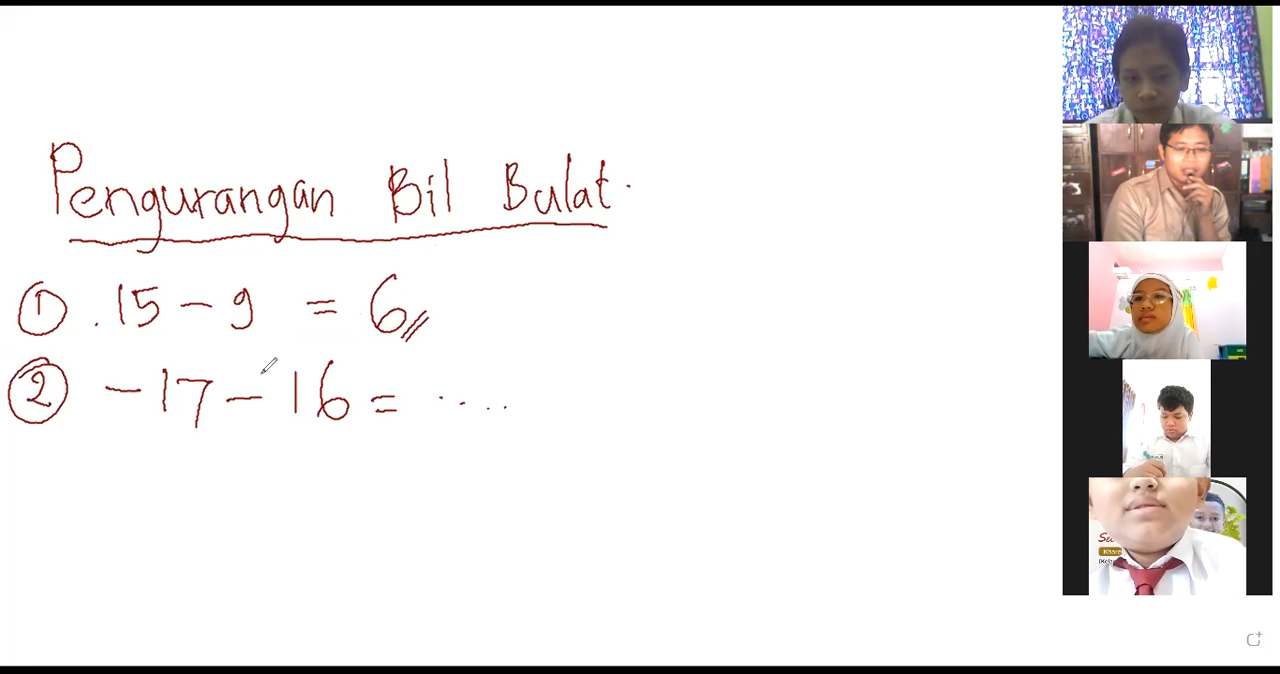 Pengurangan Bil Bulat.
① . 15 - 9 = 6
② - 17 - 16 = .....